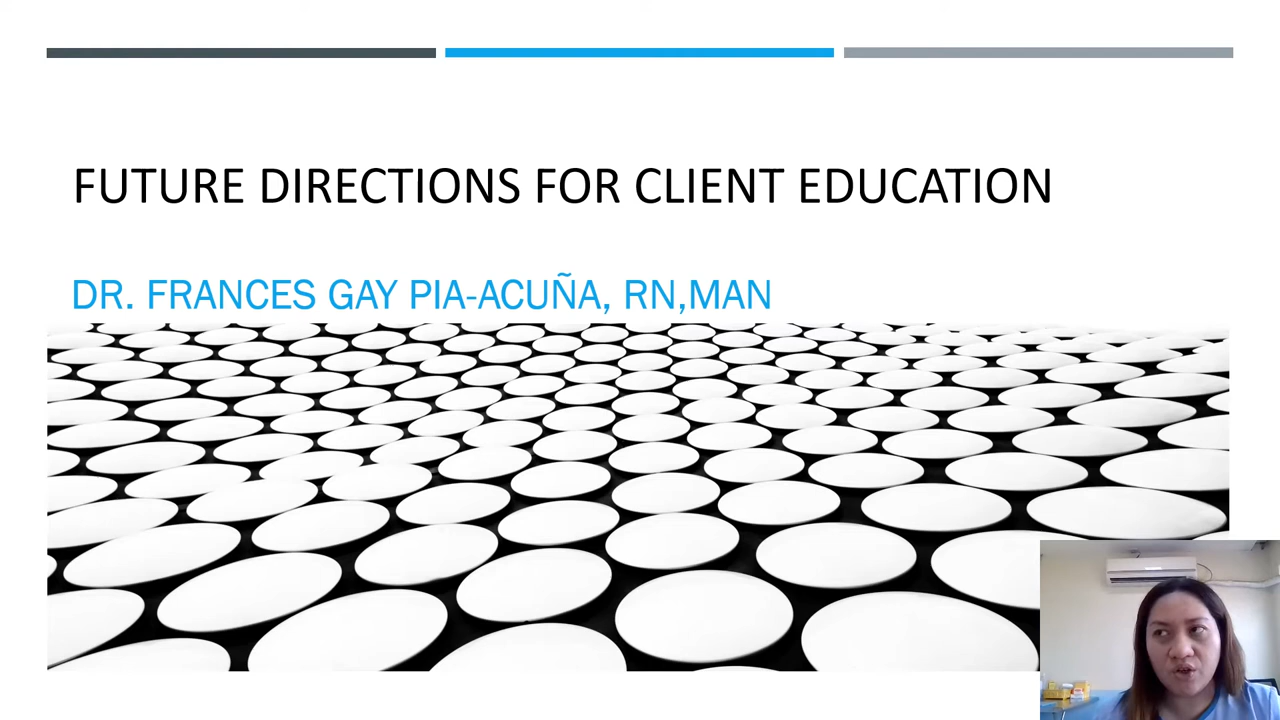 FUTURE DIRECTIONS FOR CLIENT EDUCATION
DR. FRANCES GAY PIA-ACUÑA, RN,MAN